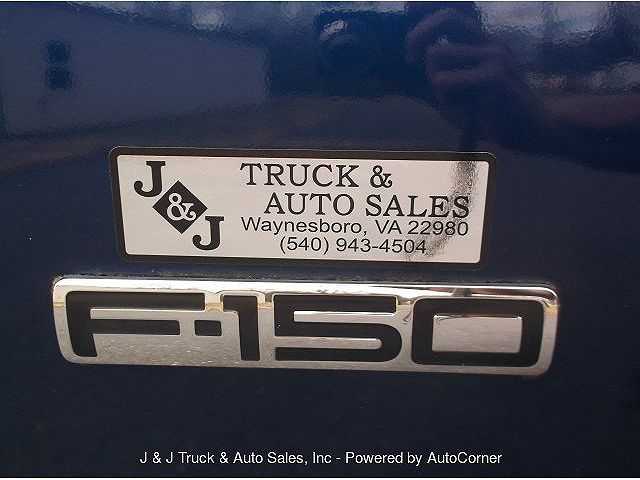 J & J
TRUCK &
AUTO SALES
Waynesboro, VA 22980
(540) 943-4504
F-150
J & J Truck & Auto Sales, Inc - Powered by AutoCorner